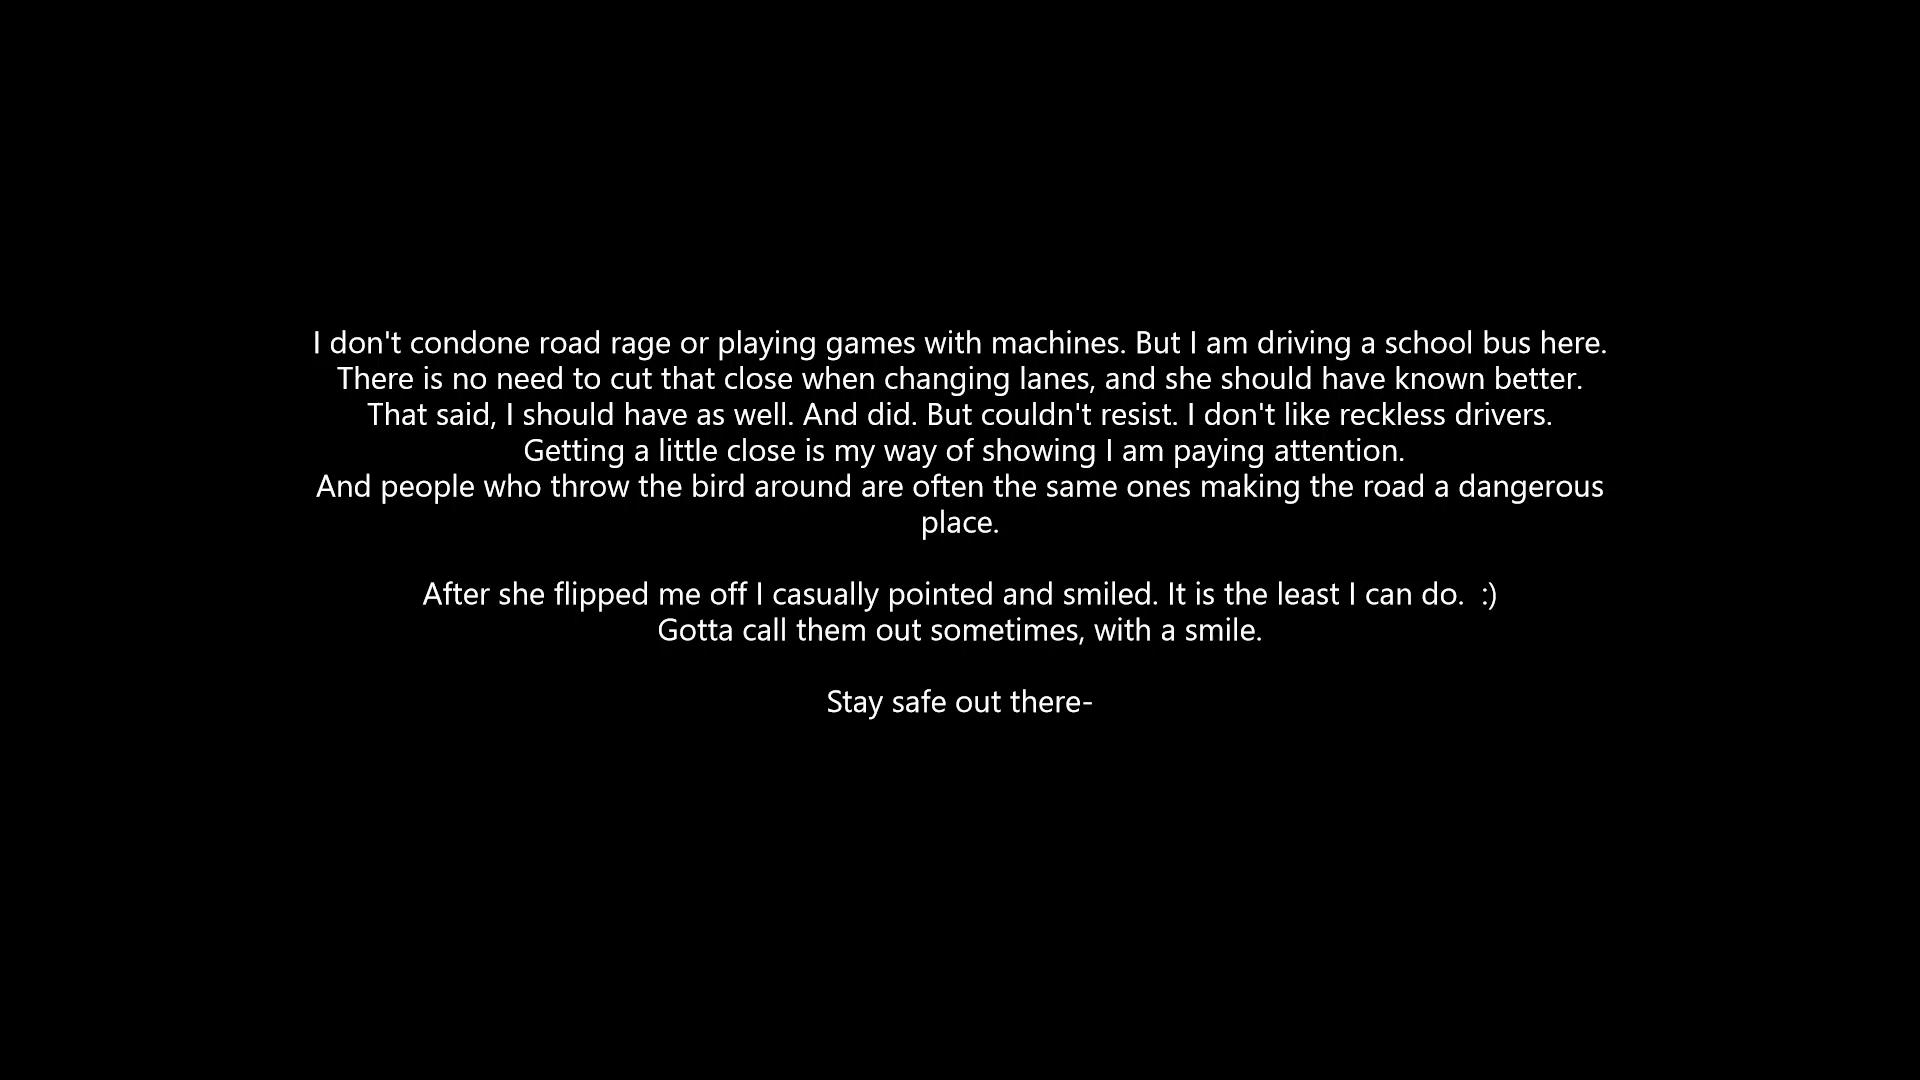 I don't condone road rage or playing games with machines. But I am driving a school bus here.
There is no need to cut that close when changing lanes, and she should have known better.
That said, I should have as well. And did. But couldn't resist. I don't like reckless drivers.
Getting a little close is my way of showing I am paying attention.
And people who throw the bird around are often the same ones making the road a dangerous
place.
After she flipped me off I casually pointed and smiled. It is the least I can do.  :)
Gotta call them out sometimes, with a smile.
Stay safe out there-